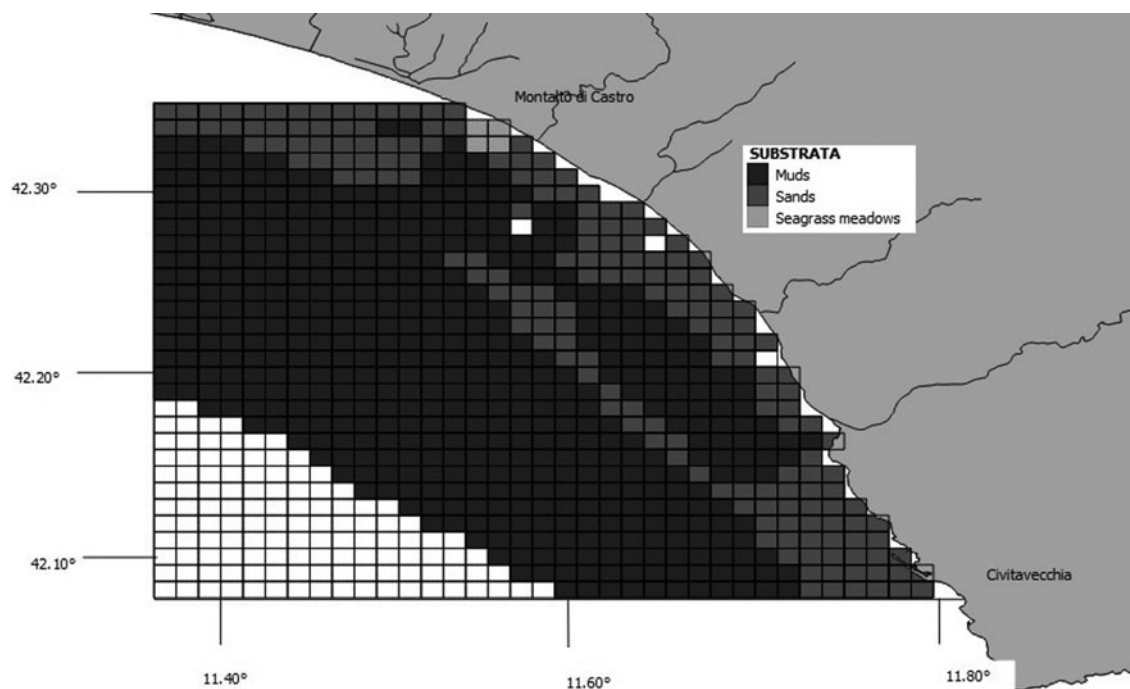 Montalto di Castro
SUBSTRATA
Muds
Sands
Seagrass meadows
42.30°
42.20°
42.10°
Civitavecchia
11.40°
11.60°
11.80°